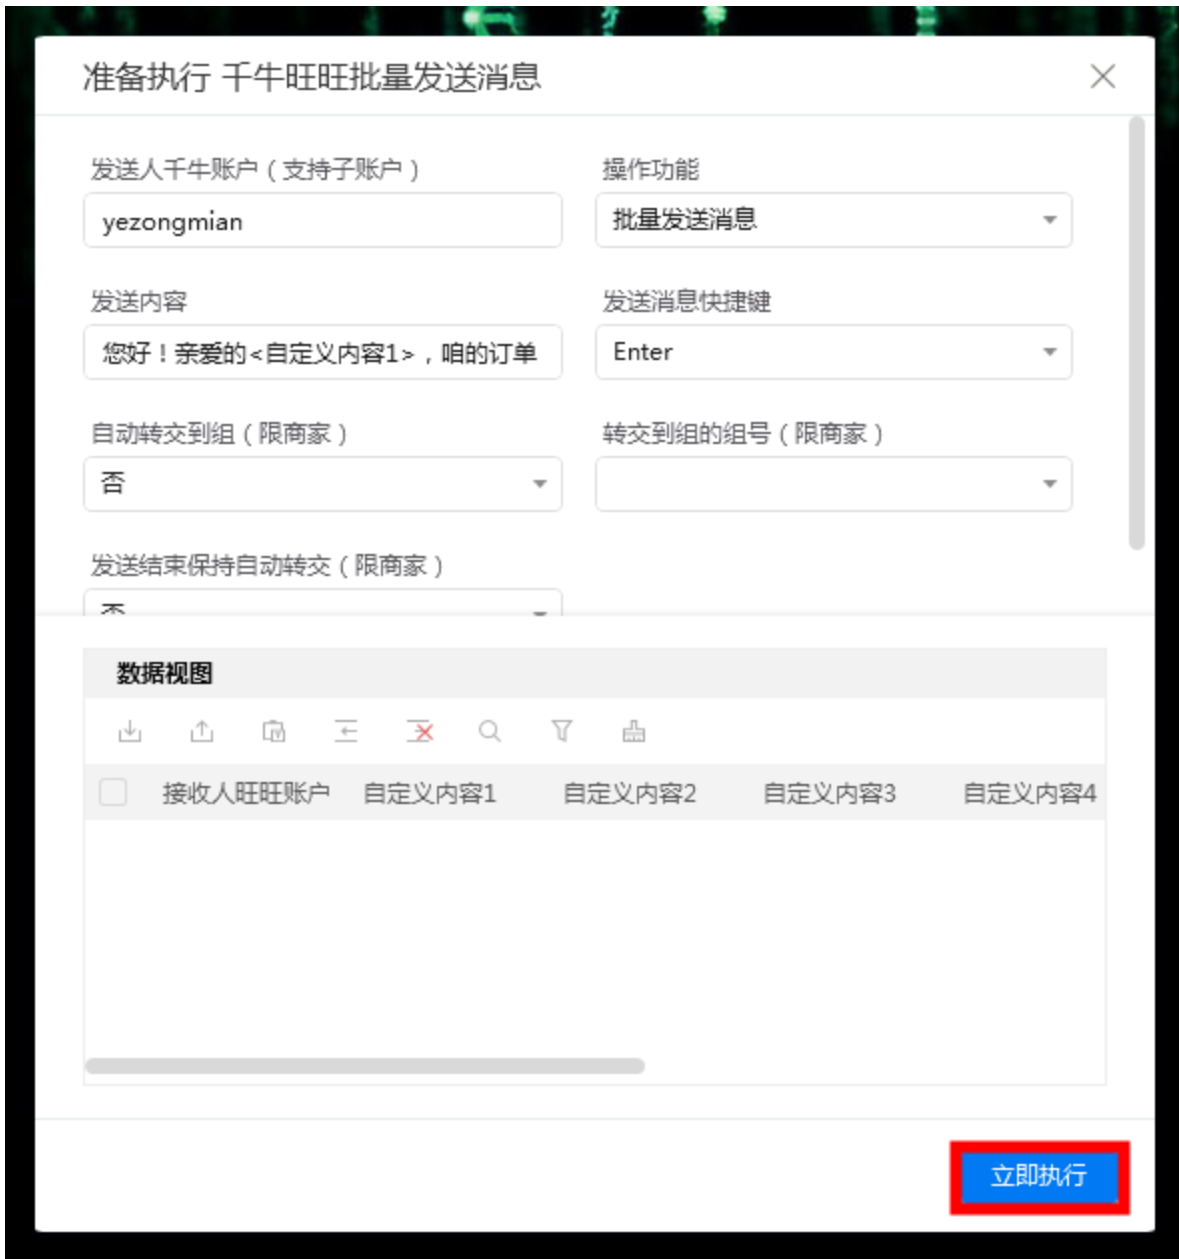 准备执行 千牛旺旺批量发送消息
发送人千牛账户（支持子账户） 操作功能
yezongmian 批量发送消息
发送内容 发送消息快捷键
您好！亲爱的<自定义内容1>，咱的订单 Enter
自动转交到组（限商家） 转交到组的组号（限商家）
否
发送结束保持自动转交（限商家）
否
数据视图
接收人旺旺账户 自定义内容1 自定义内容2 自定义内容3 自定义内容4
立即执行